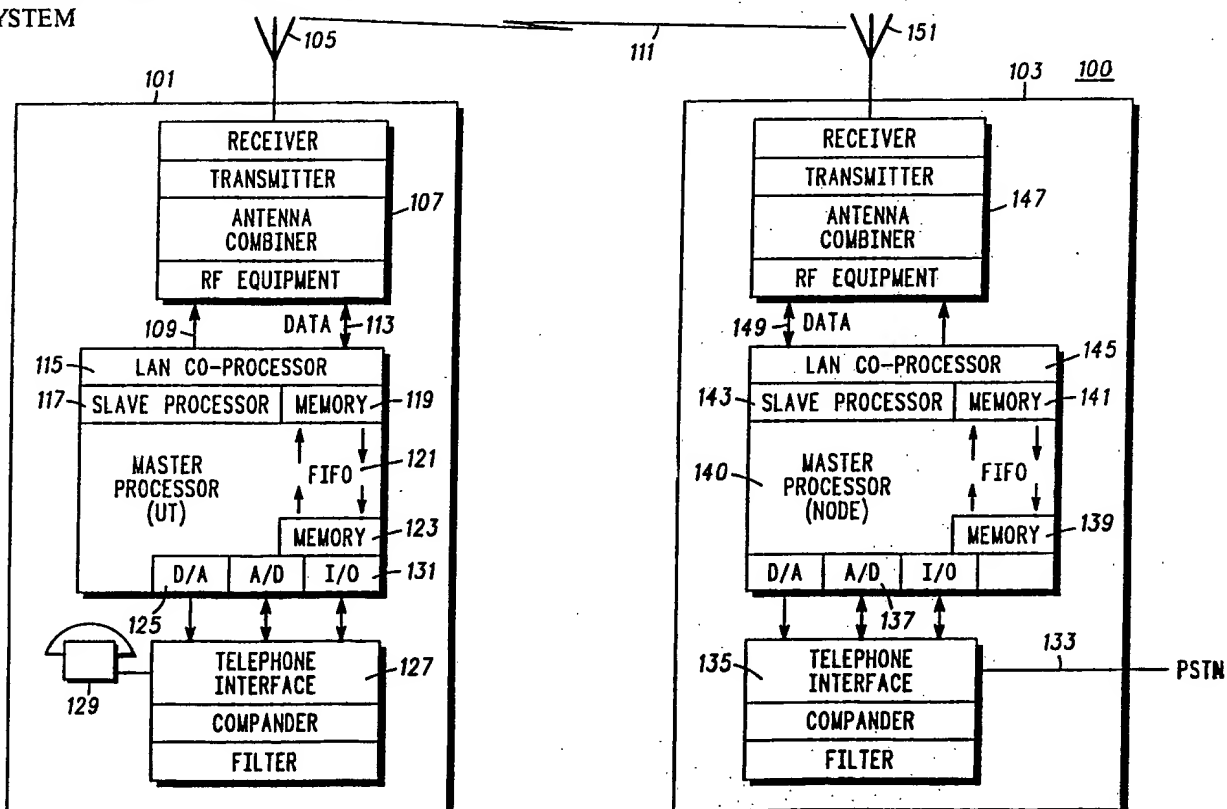 YSTEM
105
111
151
101
103
100
RECEIVER
TRANSMITTER
ANTENNA
COMBINER
RF EQUIPMENT
107
RECEIVER
TRANSMITTER
ANTENNA
COMBINER
RF EQUIPMENT
147
109
DATA
113
149
DATA
115
LAN CO-PROCESSOR
LAN CO-PROCESSOR
145
117
SLAVE PROCESSOR
MEMORY
119
143
SLAVE PROCESSOR
MEMORY
141
MASTER
PROCESSOR
(UT)
FIFO
121
MEMORY
123
140
MASTER
PROCESSOR
(NODE)
FIFO
MEMORY
139
D/A
A/D
I/O
131
D/A
A/D
I/O
125
137
129
TELEPHONE
INTERFACE
127
COMPANDER
FILTER
135
TELEPHONE
INTERFACE
COMPANDER
FILTER
133
PSTN